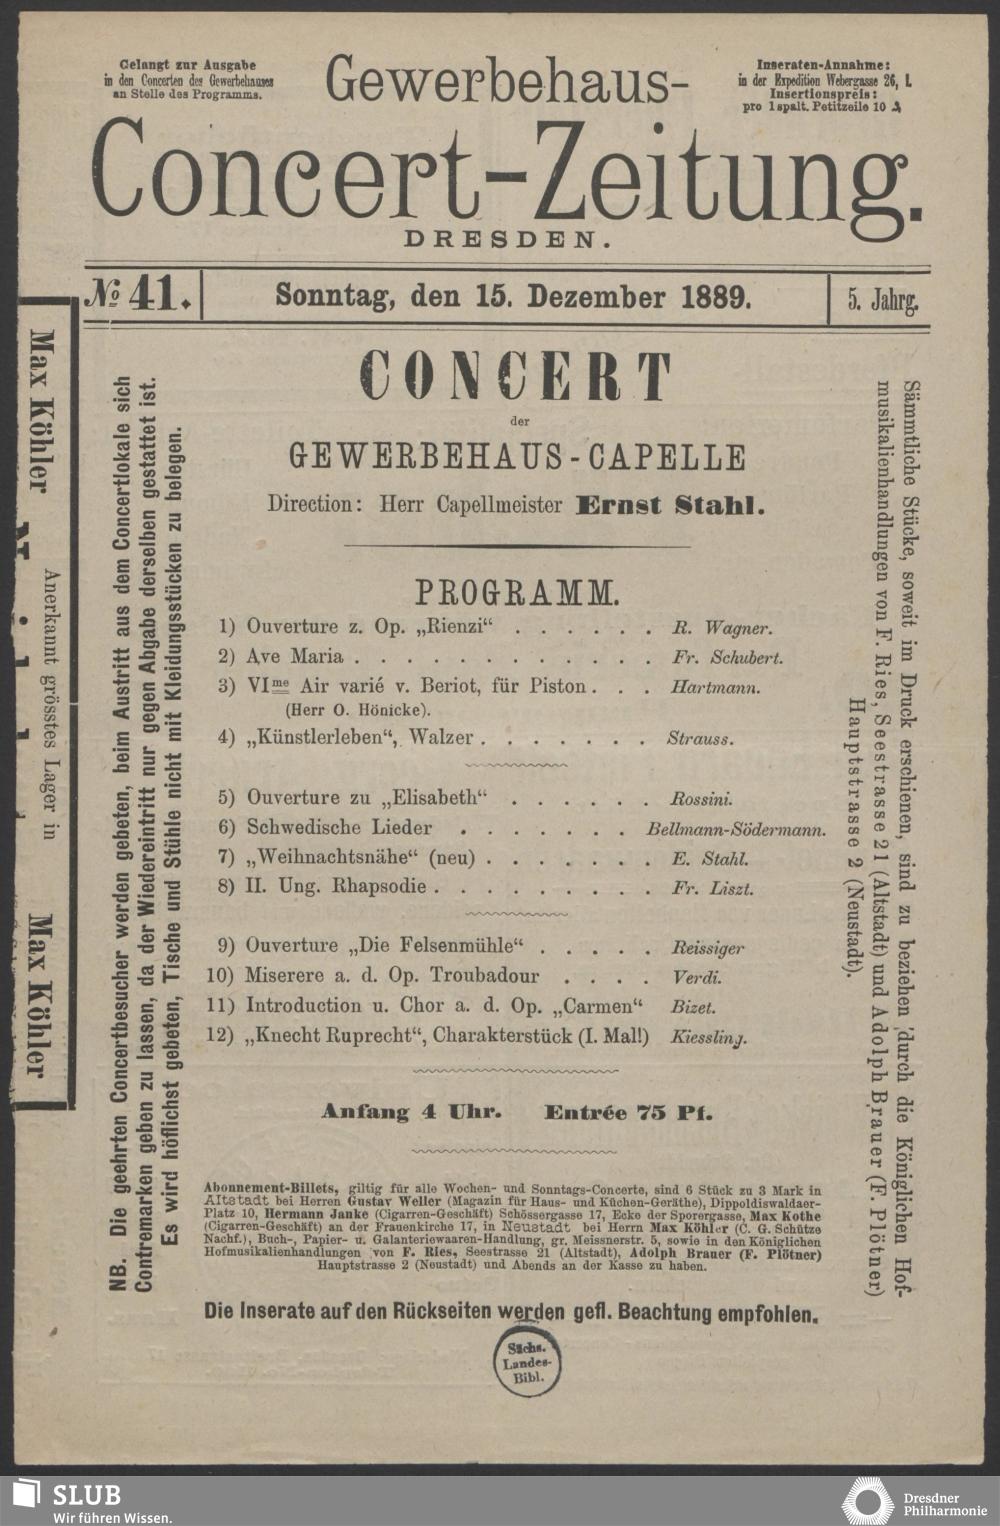 Gelangt zur Ausgabe
in den Concerten des Gewerbehauses
an Stelle des Programms.
Gewerbehaus-
Inseraten-Annahme:
in der Expedition Webergasse 26, I.
Insertionspreis:
pro 1 spalt. Petitzeile 10 ₰
Concert-Zeitung.
DRESDEN.
No 41.
Sonntag, den 15. Dezember 1889.
5. Jahrg.
Max Köhler
Anerkannt grösstes Lager in
Max Köhler
NB. Die geehrten Concertbesucher werden gebeten, beim Austritt aus dem Concertlokale sich
Contremarken geben zu lassen, da der Wiedereintritt nur gegen Abgabe derselben gestattet ist.
Es wird höflichst gebeten, Tische und Stühle nicht mit Kleidungsstücken zu belegen.
CONCERT
der
GEWERBEHAUS-CAPELLE
Direction: Herr Capellmeister Ernst Stahl.
PROGRAMM.
1) Ouverture z. Op. „Rienzi“ . . . . . . R. Wagner.
2) Ave Maria . . . . . . . . . . . . Fr. Schubert.
3) VIme Air varié v. Beriot, für Piston . . . Hartmann.
(Herr O. Hönicke).
4) „Künstlerleben“, Walzer . . . . . . . Strauss.
5) Ouverture zu „Elisabeth“ . . . . . . Rossini.
6) Schwedische Lieder . . . . . . . Bellmann-Södermann.
7) „Weihnachtsnähe“ (neu) . . . . . . . E. Stahl.
8) II. Ung. Rhapsodie . . . . . . . . . Fr. Liszt.
9) Ouverture „Die Felsenmühle“ . . . . . Reissiger
10) Miserere a. d. Op. Troubadour . . . . Verdi.
11) Introduction u. Chor a. d. Op. „Carmen“ Bizet.
12) „Knecht Ruprecht“, Charakterstück (I. Mal!) Kiessling.
Anfang 4 Uhr. Entrée 75 Pf.
Abonnement-Billets, giltig für alle Wochen- und Sonntags-Concerte, sind 6 Stück zu 3 Mark in
Altstadt bei Herren Gustav Weller (Magazin für Haus- und Küchen-Geräthe), Dippoldiswaldaer-
Platz 10, Hermann Janke (Cigarren-Geschäft) Schössergasse 17, Ecke der Sporergasse, Max Kothe
(Cigarren-Geschäft) an der Frauenkirche 17, in Neustadt bei Herrn Max Köhler (C. G. Schütze
Nachf.), Buch-, Papier- u. Galanteriewaaren-Handlung, gr. Meissnerstr. 5, sowie in den Königlichen
Hofmusikalienhandlungen von F. Ries, Seestrasse 21 (Altstadt), Adolph Brauer (F. Plötner)
Hauptstrasse 2 (Neustadt) und Abends an der Kasse zu haben.
Sämmtliche Stücke, soweit im Druck erschienen, sind zu beziehen durch die Königlichen Hof-
musikalienhandlungen von F. Ries, Seestrasse 21 (Altstadt) und Adolph Brauer (F. Plötner)
Hauptstrasse 2 (Neustadt).
Die Inserate auf den Rückseiten werden gefl. Beachtung empfohlen.
Sächs.
Landes-
Bibl.
SLUB
Wir führen Wissen.
Dresdner
Philharmonie